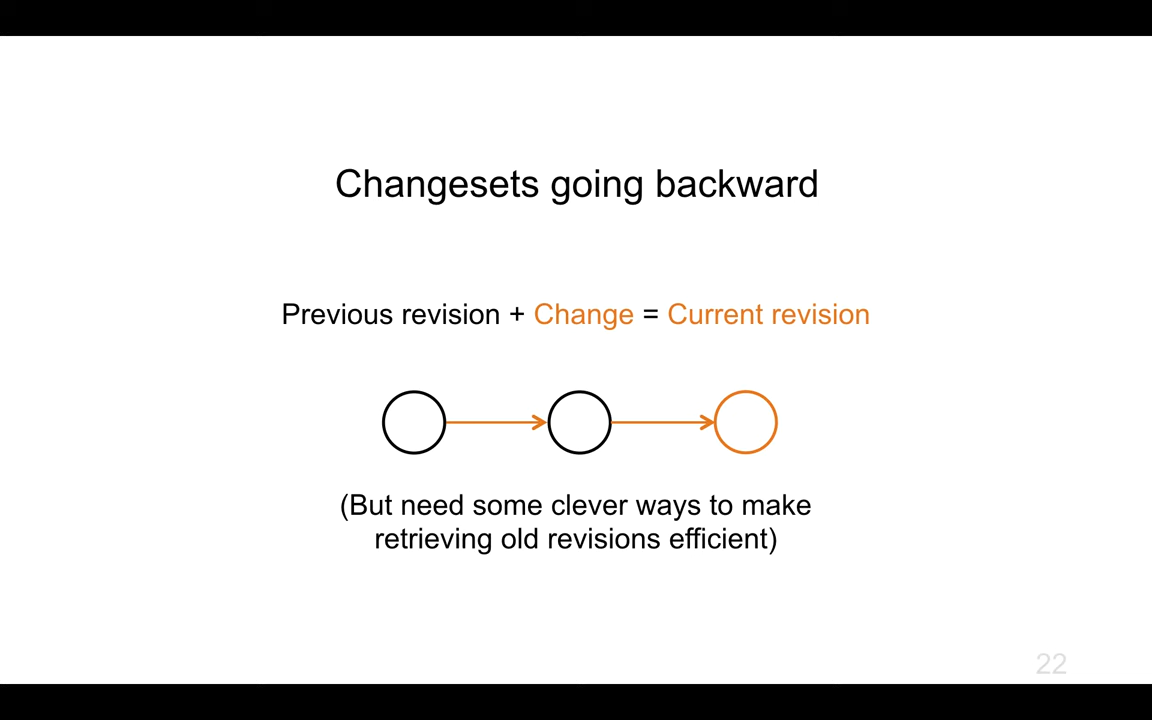 Changesets going backward
Previous revision + Change = Current revision
(But need some clever ways to make
retrieving old revisions efficient)
22